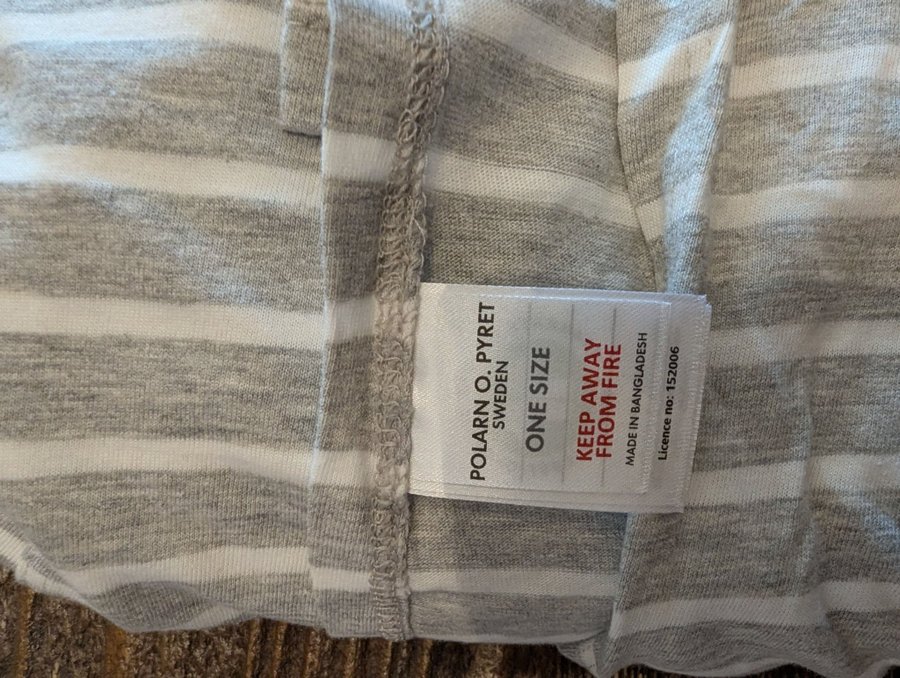 POLARN O. PYRET
SWEDEN
ONE SIZE
KEEP AWAY
FROM FIRE
MADE IN BANGLADESH
Licence no: 152006